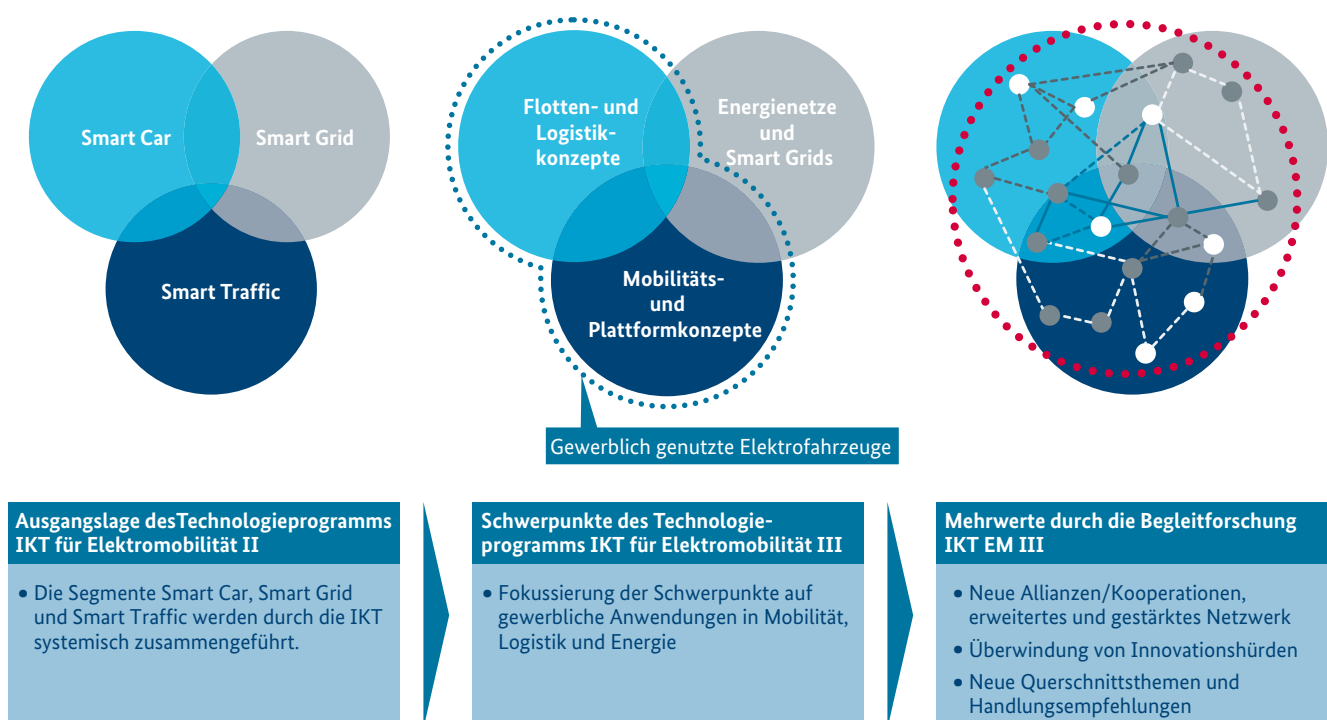 Smart Car
Smart Grid
Smart Traffic
Flotten- und
Logistik-
konzepte
Energienetze
und
Smart Grids
Mobilitäts-
und
Plattformkonzepte
Gewerblich genutzte Elektrofahrzeuge
Ausgangslage desTechnologieprogramms
IKT für Elektromobilität II
• Die Segmente Smart Car, Smart Grid
und Smart Traffic werden durch die IKT
systemisch zusammengeführt.
Schwerpunkte des Technologie-
programms IKT für Elektromobilität III
• Fokussierung der Schwerpunkte auf
gewerbliche Anwendungen in Mobilität,
Logistik und Energie
Mehrwerte durch die Begleitforschung
IKT EM III
• Neue Allianzen/Kooperationen,
erweitertes und gestärktes Netzwerk
• Überwindung von Innovationshürden
• Neue Querschnittsthemen und
Handlungsempfehlungen